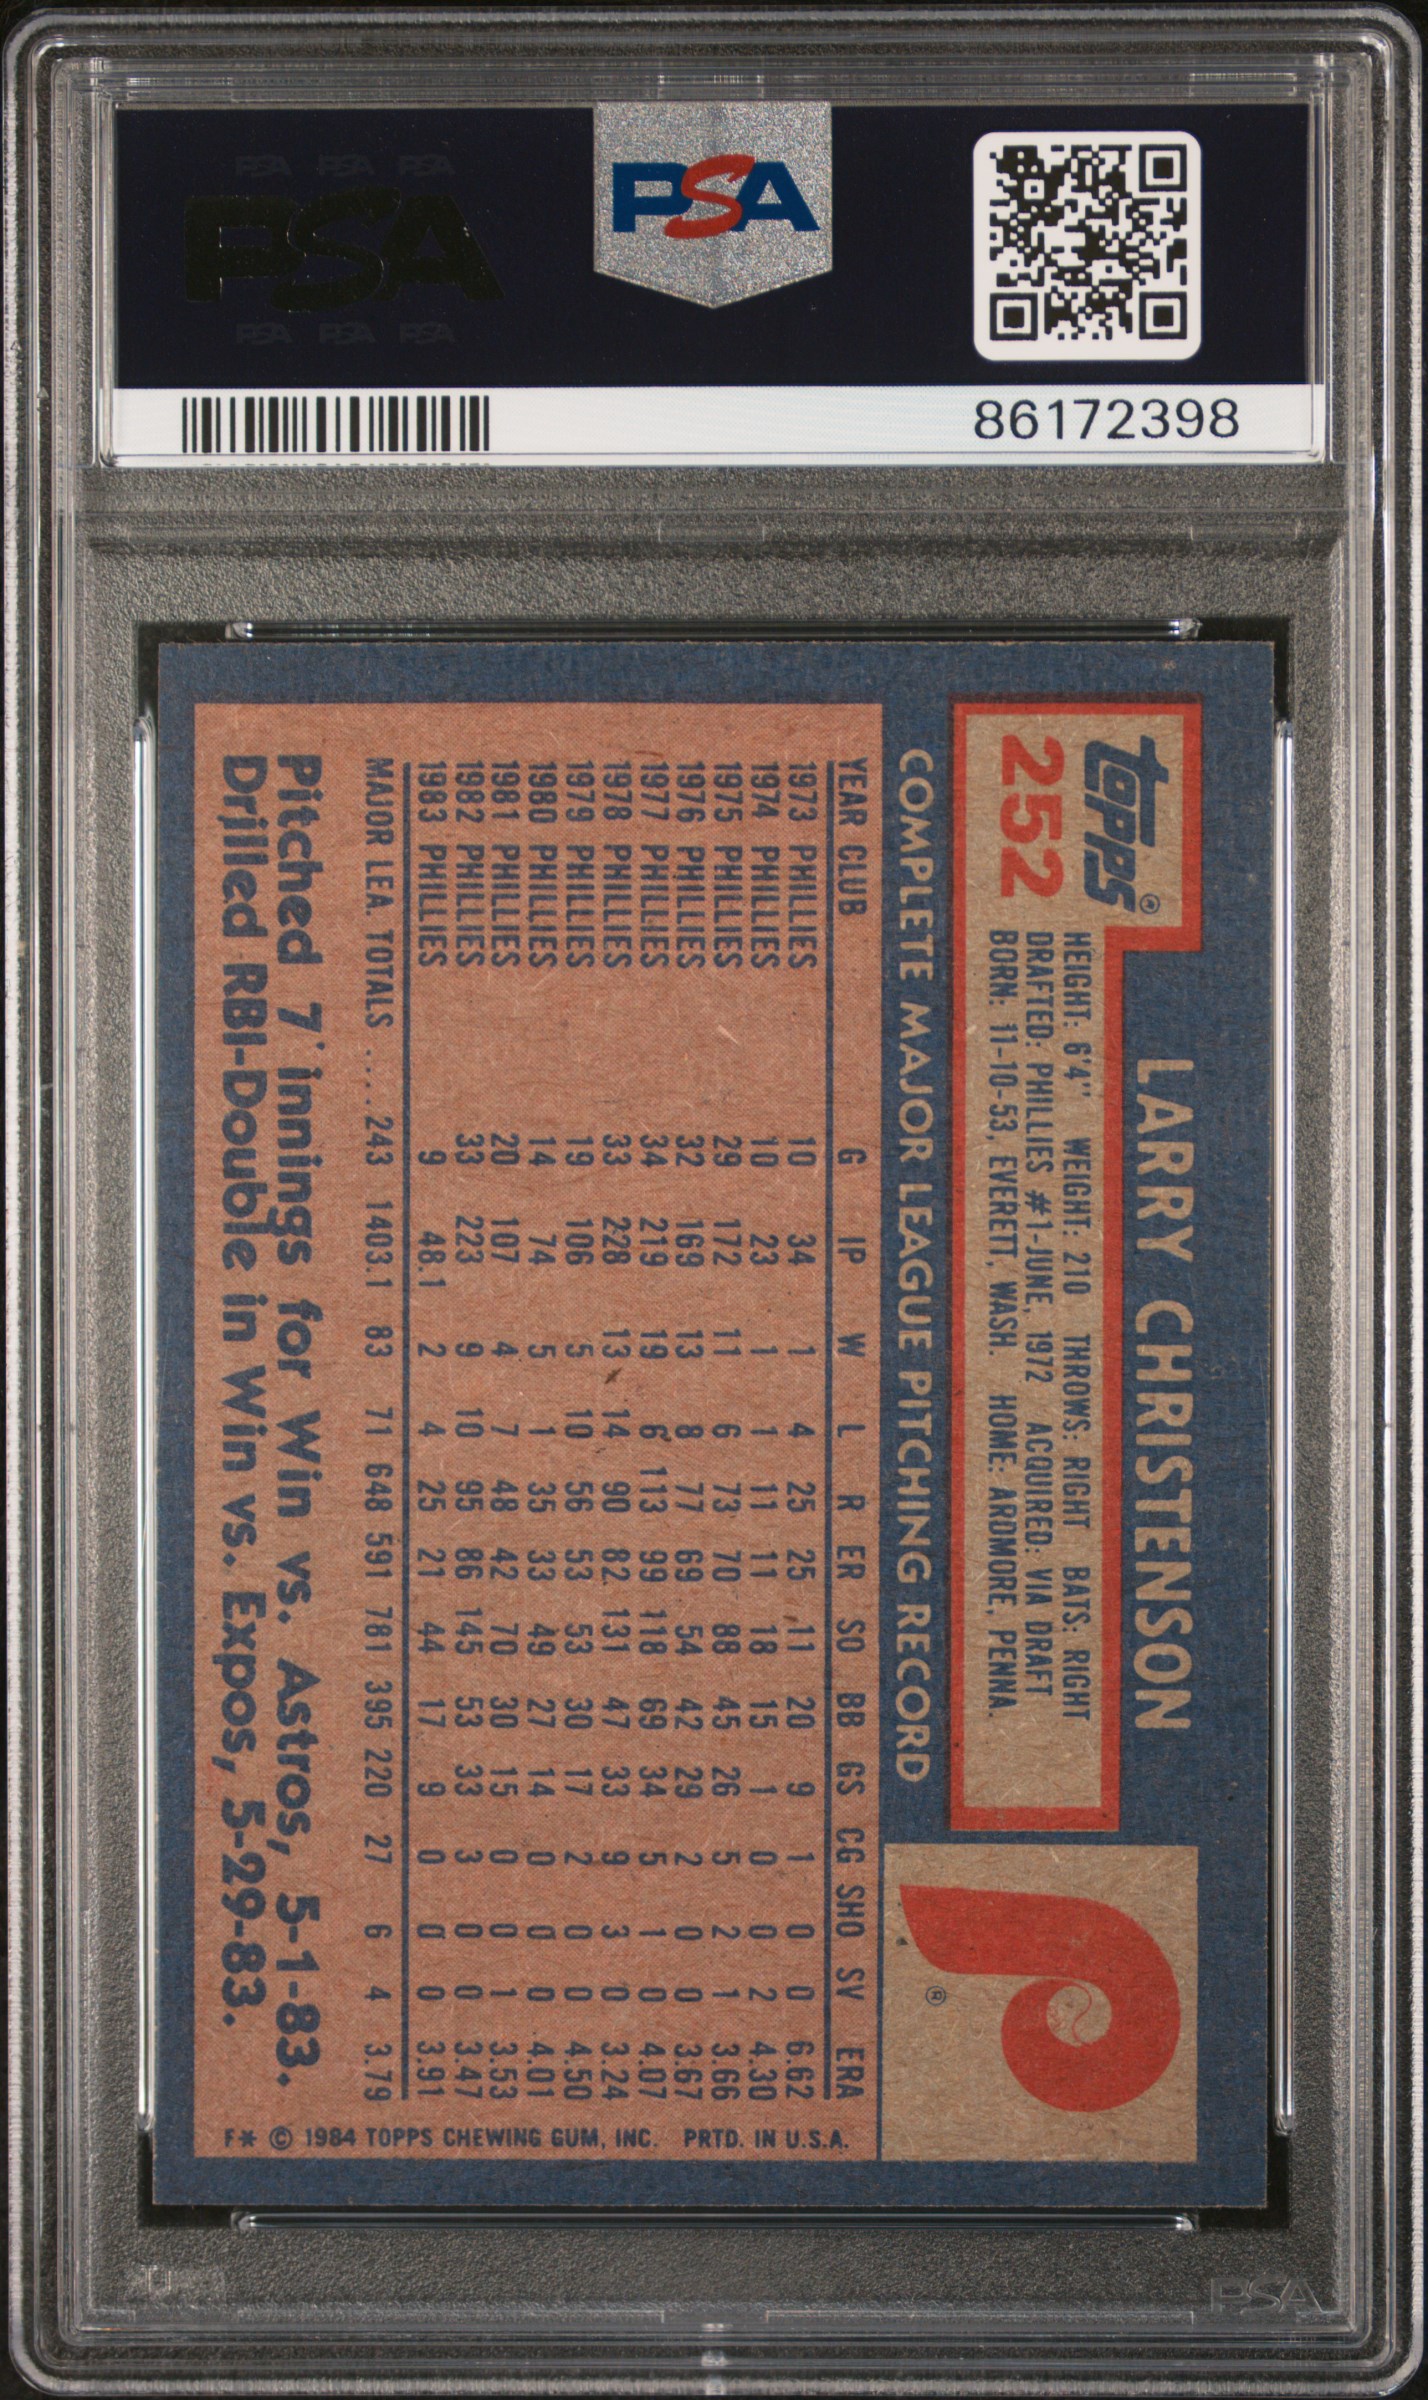 PSA PSA PSA
PSA
PSA PSA PSA
PSA
86172398
topps®
252
LARRY CHRISTENSON
HEIGHT: 6'4" WEIGHT: 210 THROWS: RIGHT BATS: RIGHT
DRAFTED: PHILLIES #1-JUNE, 1972 ACQUIRED: VIA DRAFT
BORN: 11-10-53, EVERETT, WASH. HOME: ARDMORE, PENNA.
P
®
COMPLETE MAJOR LEAGUE PITCHING RECORD
YEAR CLUB G IP W L R ER SO BB GS CG SHO SV ERA
1973 PHILLIES 10 34 1 4 25 25 11 20 9 1 0 0 6.62
1974 PHILLIES 10 23 1 1 11 11 18 15 1 0 0 2 4.30
1975 PHILLIES 29 172 11 6 73 70 88 45 26 5 2 1 3.66
1976 PHILLIES 32 169 13 8 77 69 54 42 29 2 0 0 3.67
1977 PHILLIES 34 219 19 6 113 99 118 69 34 5 1 0 4.07
1978 PHILLIES 33 228 13 14 90 82 131 47 33 9 3 0 3.24
1979 PHILLIES 19 106 5 10 56 53 53 30 17 2 0 0 4.50
1980 PHILLIES 14 74 5 1 35 33 49 27 14 0 0 0 4.01
1981 PHILLIES 20 107 4 7 48 42 70 30 15 0 0 1 3.53
1982 PHILLIES 33 223 9 10 95 86 145 53 33 3 0 0 3.47
1983 PHILLIES 9 48.1 2 4 25 21 44 17 9 0 0 0 3.91
MAJOR LEA. TOTALS .... 243 1403.1 83 71 648 591 781 395 220 27 6 4 3.79
Pitched 7 innings for Win vs. Astros, 5-1-83.
Drilled RBI-Double in Win vs. Expos, 5-29-83.
F* © 1984 TOPPS CHEWING GUM, INC. PRTD. IN U.S.A.
PSA